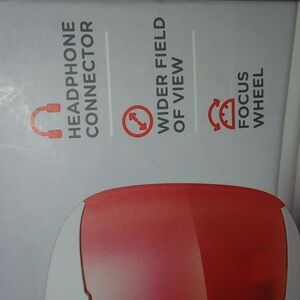 HEADPHONE
CONNECTOR
WIDER FIELD
OF VIEW
FOCUS
WHEEL